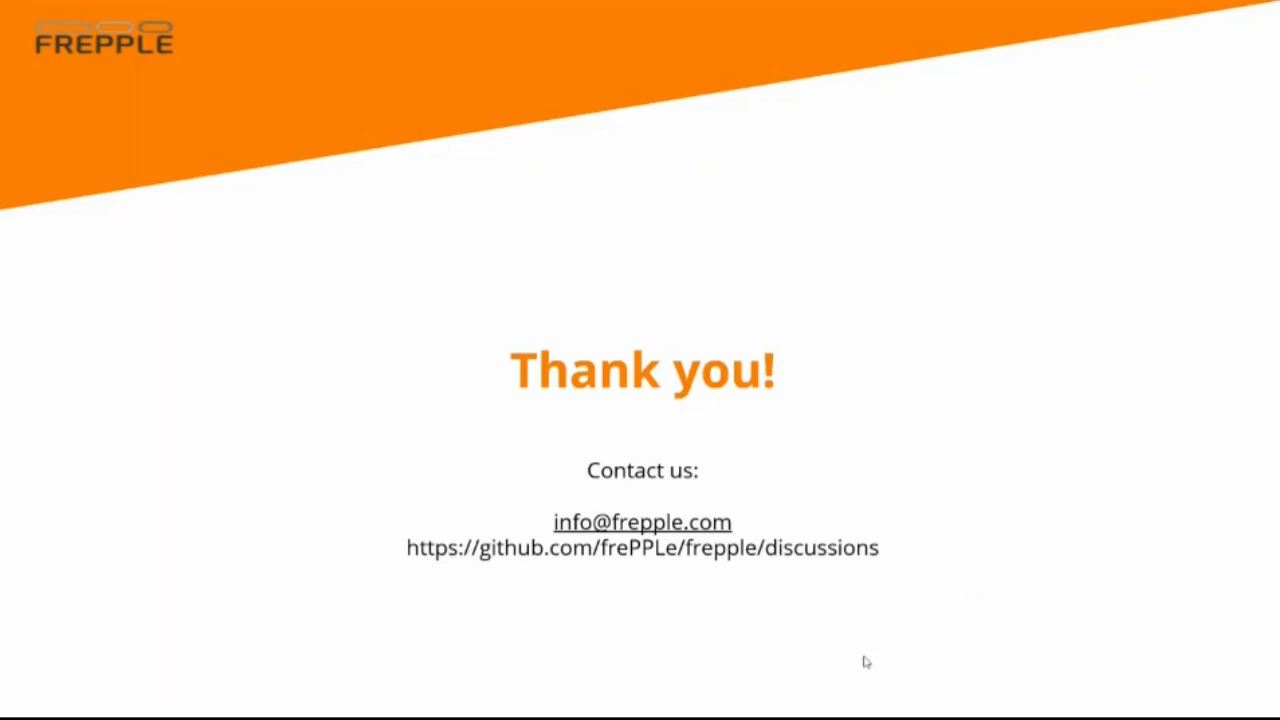 FREPPLE
Thank you!
Contact us:
info@frepple.com
https://github.com/frePPLe/frepple/discussions